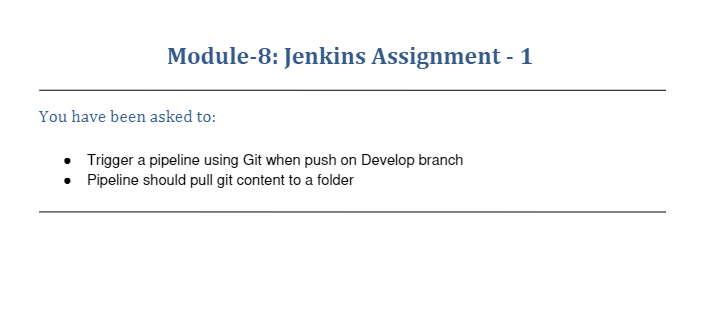 Module-8: Jenkins Assignment - 1
You have been asked to:
● Trigger a pipeline using Git when push on Develop branch
● Pipeline should pull git content to a folder